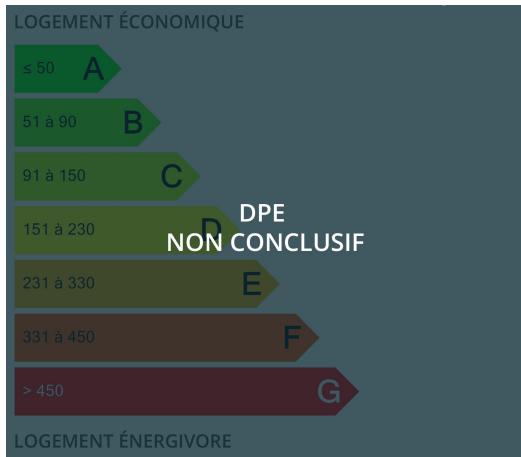 LOGEMENT ÉCONOMIQUE
≤ 50 A
51 à 90 B
91 à 150 C
DPE
151 à 230 D
NON CONCLUSIF
231 à 330 E
331 à 450 F
> 450 G
LOGEMENT ÉNERGIVORE